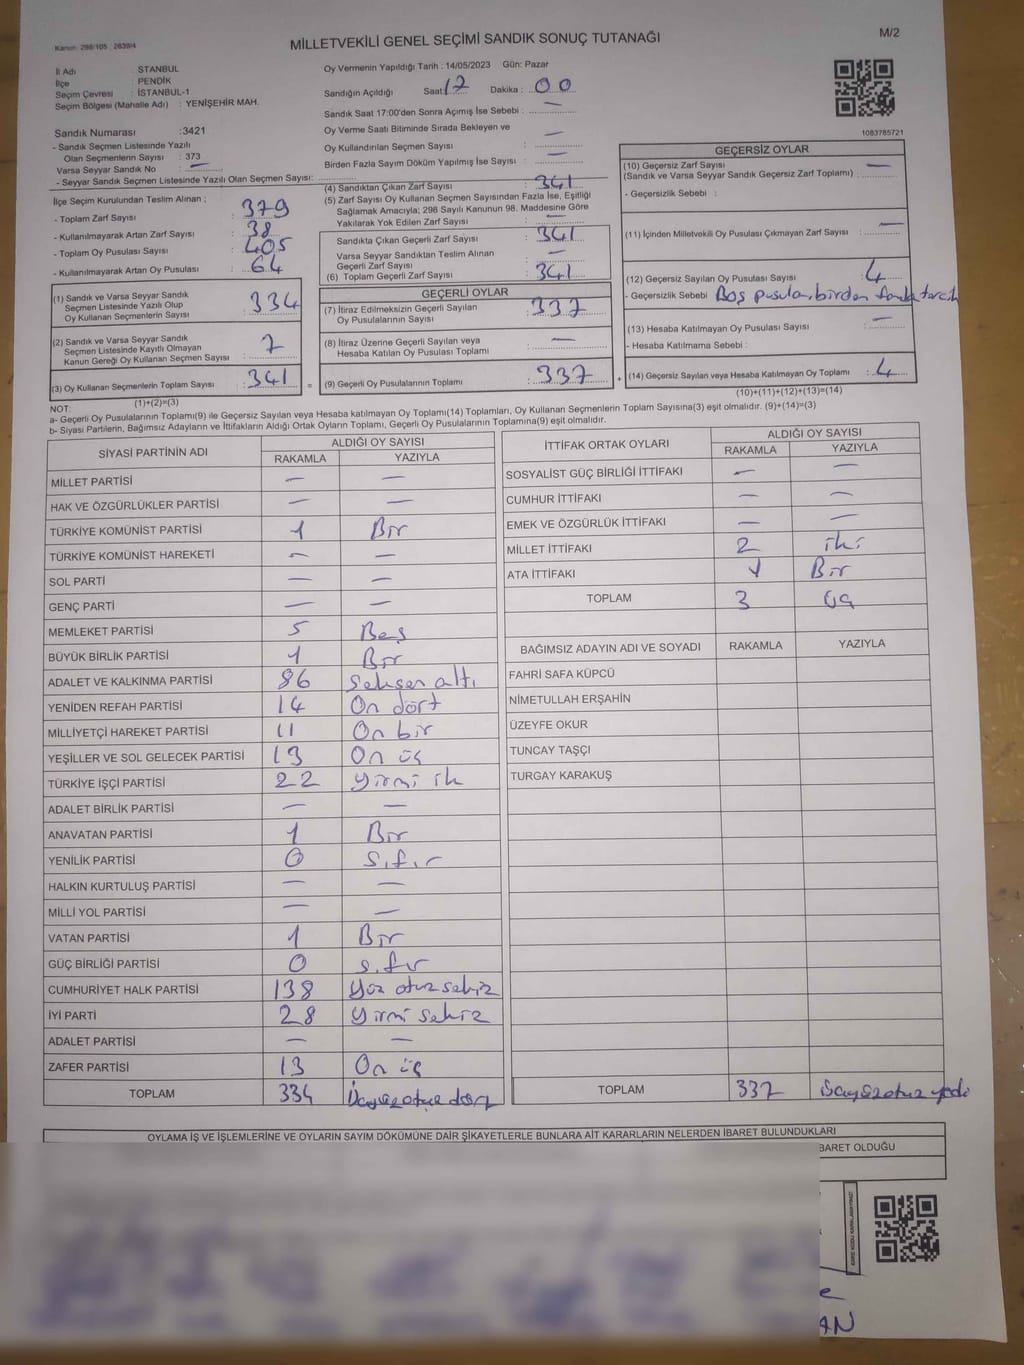 Kanun: 298/105 , 2839/4
MİLLETVEKİLİ GENEL SEÇİMİ SANDIK SONUÇ TUTANAĞI
M/2
İl Adı : STANBUL
İlçe : PENDİK
Seçim Çevresi : İSTANBUL-1
Seçim Bölgesi (Mahalle Adı) : YENİŞEHİR MAH.
Sandık Numarası :3421
- Sandık Seçmen Listesinde Yazılı
Olan Seçmenlerin Sayısı : 373
Varsa Seyyar Sandık No —
- Seyyar Sandık Seçmen Listesinde Yazılı Olan Seçmen Sayısı:
Oy Vermenin Yapıldığı Tarih : 14/05/2023 Gün: Pazar
Sandığın Açıldığı Saat: 17 Dakika : 00
Sandık Saat 17:00'den Sonra Açımış İse Sebebi : —
Oy Verme Saati Bitiminde Sırada Bekleyen ve
Oy Kullandırılan Seçmen Sayısı : —
Birden Fazla Sayım Döküm Yapılmış İse Sayısı : —
1083785721
İlçe Seçim Kurulundan Teslim Alınan ;
- Toplam Zarf Sayısı : 379
- Kullanılmayarak Artan Zarf Sayısı : 38
- Toplam Oy Pusulası Sayısı : 405
- Kullanılmayarak Artan Oy Pusulası : 64
(1) Sandık ve Varsa Seyyar Sandık
Seçmen Listesinde Yazılı Olup
Oy Kullanan Seçmenlerin Sayısı : 334
(2) Sandık ve Varsa Seyyar Sandık
Seçmen Listesinde Kayıtlı Olmayan
Kanun Gereği Oy Kullanan Seçmen Sayısı : 7
(3) Oy Kullanan Seçmenlerin Toplam Sayısı : 341 =
(1)+(2)=(3)
(4) Sandıktan Çıkan Zarf Sayısı : 341
(5) Zarf Sayısı Oy Kullanan Seçmen Sayısından Fazla İse, Eşitliği
Sağlamak Amacıyla; 298 Sayılı Kanunun 98. Maddesine Göre
Yakılarak Yok Edilen Zarf Sayısı : —
Sandıkta Çıkan Geçerli Zarf Sayısı : 341
Varsa Seyyar Sandıktan Teslim Alınan
Geçerli Zarf Sayısı : —
(6) Toplam Geçerli Zarf Sayısı : 341
GEÇERLİ OYLAR
(7) İtiraz Edilmeksizin Geçerli Sayılan
Oy Pusulalarının Sayısı : 337
(8) İtiraz Üzerine Geçerli Sayılan veya
Hesaba Katılan Oy Pusulası Toplamı : —
(9) Geçerli Oy Pusulalarının Toplamı : 337 +
GEÇERSİZ OYLAR
(10) Geçersiz Zarf Sayısı —
(Sandık ve Varsa Seyyar Sandık Geçersiz Zarf Toplamı) :
- Geçersizlik Sebebi :
(11) İçinden Milletvekili Oy Pusulası Çıkmayan Zarf Sayısı : —
(12) Geçersiz Sayılan Oy Pusulası Sayısı : 4
- Geçersizlik Sebebi Boş pusula, birden fazla tercih
(13) Hesaba Katılmayan Oy Pusulası Sayısı : —
- Hesaba Katılmama Sebebi :
(14) Geçersiz Sayılan veya Hesaba Katılmayan Oy Toplamı : 4
(10)+(11)+(12)+(13)=(14)
NOT:
a- Geçerli Oy Pusulalarının Toplamı(9) ile Geçersiz Sayılan veya Hesaba katılmayan Oy Toplamı(14) Toplamları, Oy Kullanan Seçmenlerin Toplam Sayısına(3) eşit olmalıdır. (9)+(14)=(3)
b- Siyasi Partilerin, Bağımsız Adayların ve İttifakların Aldığı Ortak Oyların Toplamı, Geçerli Oy Pusulalarının Toplamına(9) eşit olmalıdır.
SİYASİ PARTİNİN ADI ALDIĞI OY SAYISI
RAKAMLA YAZIYLA
MİLLET PARTİSİ — —
HAK VE ÖZGÜRLÜKLER PARTİSİ — —
TÜRKİYE KOMÜNİST PARTİSİ 1 Bir
TÜRKİYE KOMÜNİST HAREKETİ — —
SOL PARTİ — —
GENÇ PARTİ — —
MEMLEKET PARTİSİ 5 Beş
BÜYÜK BİRLİK PARTİSİ 1 Bir
ADALET VE KALKINMA PARTİSİ 86 Seksen altı
YENİDEN REFAH PARTİSİ 14 On dört
MİLLİYETÇİ HAREKET PARTİSİ 11 On bir
YEŞİLLER VE SOL GELECEK PARTİSİ 13 On üç
TÜRKİYE İŞÇİ PARTİSİ 22 Yirmi ik
ADALET BİRLİK PARTİSİ — —
ANAVATAN PARTİSİ 1 Bir
YENİLİK PARTİSİ 0 Sıfır
HALKIN KURTULUŞ PARTİSİ — —
MİLLİ YOL PARTİSİ — —
VATAN PARTİSİ 1 Bir
GÜÇ BİRLİĞİ PARTİSİ 0 sıfır
CUMHURİYET HALK PARTİSİ 138 Yüz otuz sekiz
İYİ PARTİ 28 Yirmi sekiz
ADALET PARTİSİ — —
ZAFER PARTİSİ 13 On üç
TOPLAM 334 Üçyüzotuz dört
İTTİFAK ORTAK OYLARI ALDIĞI OY SAYISI
RAKAMLA YAZIYLA
SOSYALİST GÜÇ BİRLİĞİ İTTİFAKI — —
CUMHUR İTTİFAKI — —
EMEK VE ÖZGÜRLÜK İTTİFAKI — —
MİLLET İTTİFAKI 2 iki
ATA İTTİFAKI 1 Bir
TOPLAM 3 üç
BAĞIMSIZ ADAYIN ADI VE SOYADI RAKAMLA YAZIYLA
FAHRİ SAFA KÜPCÜ
NİMETULLAH ERŞAHİN
ÜZEYFE OKUR
TUNCAY TAŞÇI
TURGAY KARAKUŞ
TOPLAM 337 üçyüzotuz yedi
OYLAMA İŞ VE İŞLEMLERİNE VE OYLARIN SAYIM DÖKÜMÜNE DAİR ŞİKAYETLERLE BUNLARA AİT KARARLARIN NELERDEN İBARET BULUNDUKLARI
BARET OLDUĞU
AN